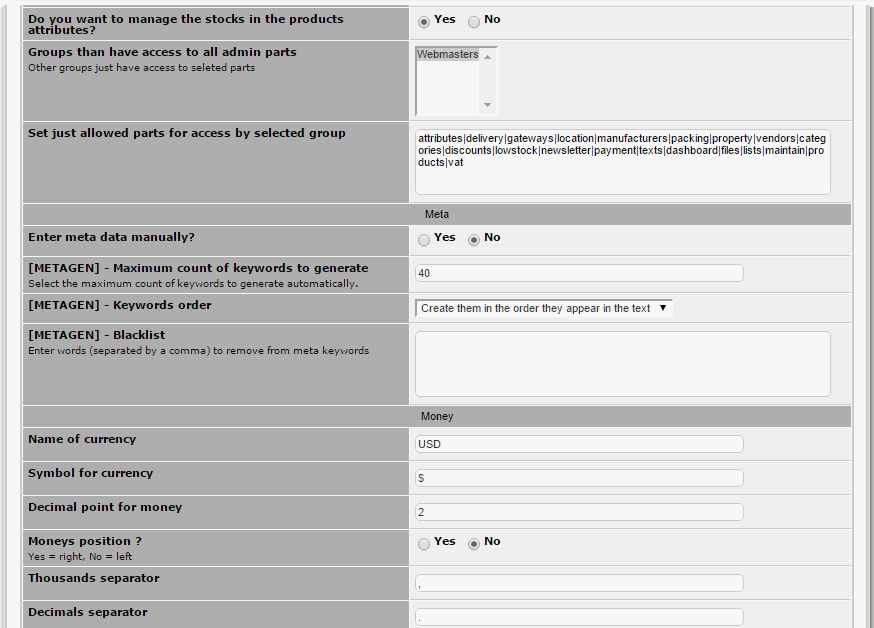 Do you want to manage the stocks in the products
attributes?
Yes No
Groups than have access to all admin parts
Other groups just have access to seleted parts
Webmasters
Set just allowed parts for access by selected group
attributes|delivery|gateways|location|manufacturers|packing|property|vendors|categ
ories|discounts|lowstock|newsletter|payment|texts|dashboard|files|lists|maintain|pro
ducts|vat
Meta
Enter meta data manually?
Yes No
[METAGEN] - Maximum count of keywords to generate
Select the maximum count of keywords to generate automatically.
40
[METAGEN] - Keywords order
Create them in the order they appear in the text
[METAGEN] - Blacklist
Enter words (separated by a comma) to remove from meta keywords
Money
Name of currency
USD
Symbol for currency
$
Decimal point for money
2
Moneys position ?
Yes = right, No = left
Yes No
Thousands separator
,
Decimals separator
.